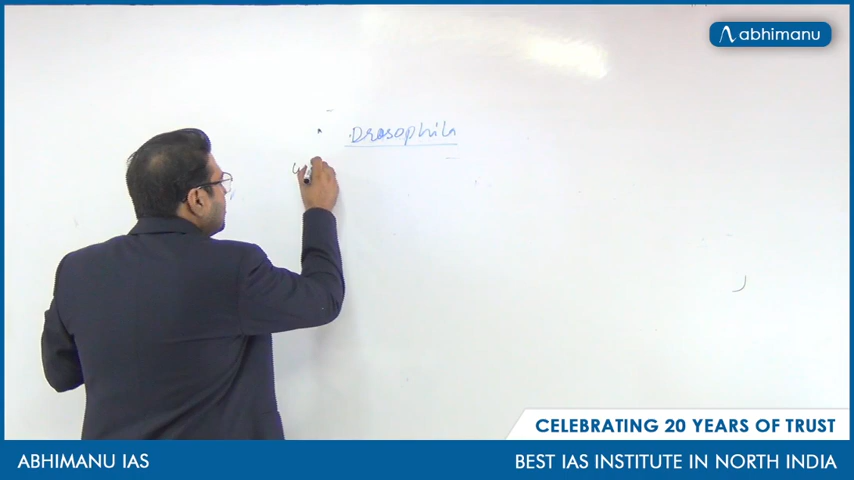 abhimanu
Drosophila
CELEBRATING 20 YEARS OF TRUST
ABHIMANU IAS
BEST IAS INSTITUTE IN NORTH INDIA